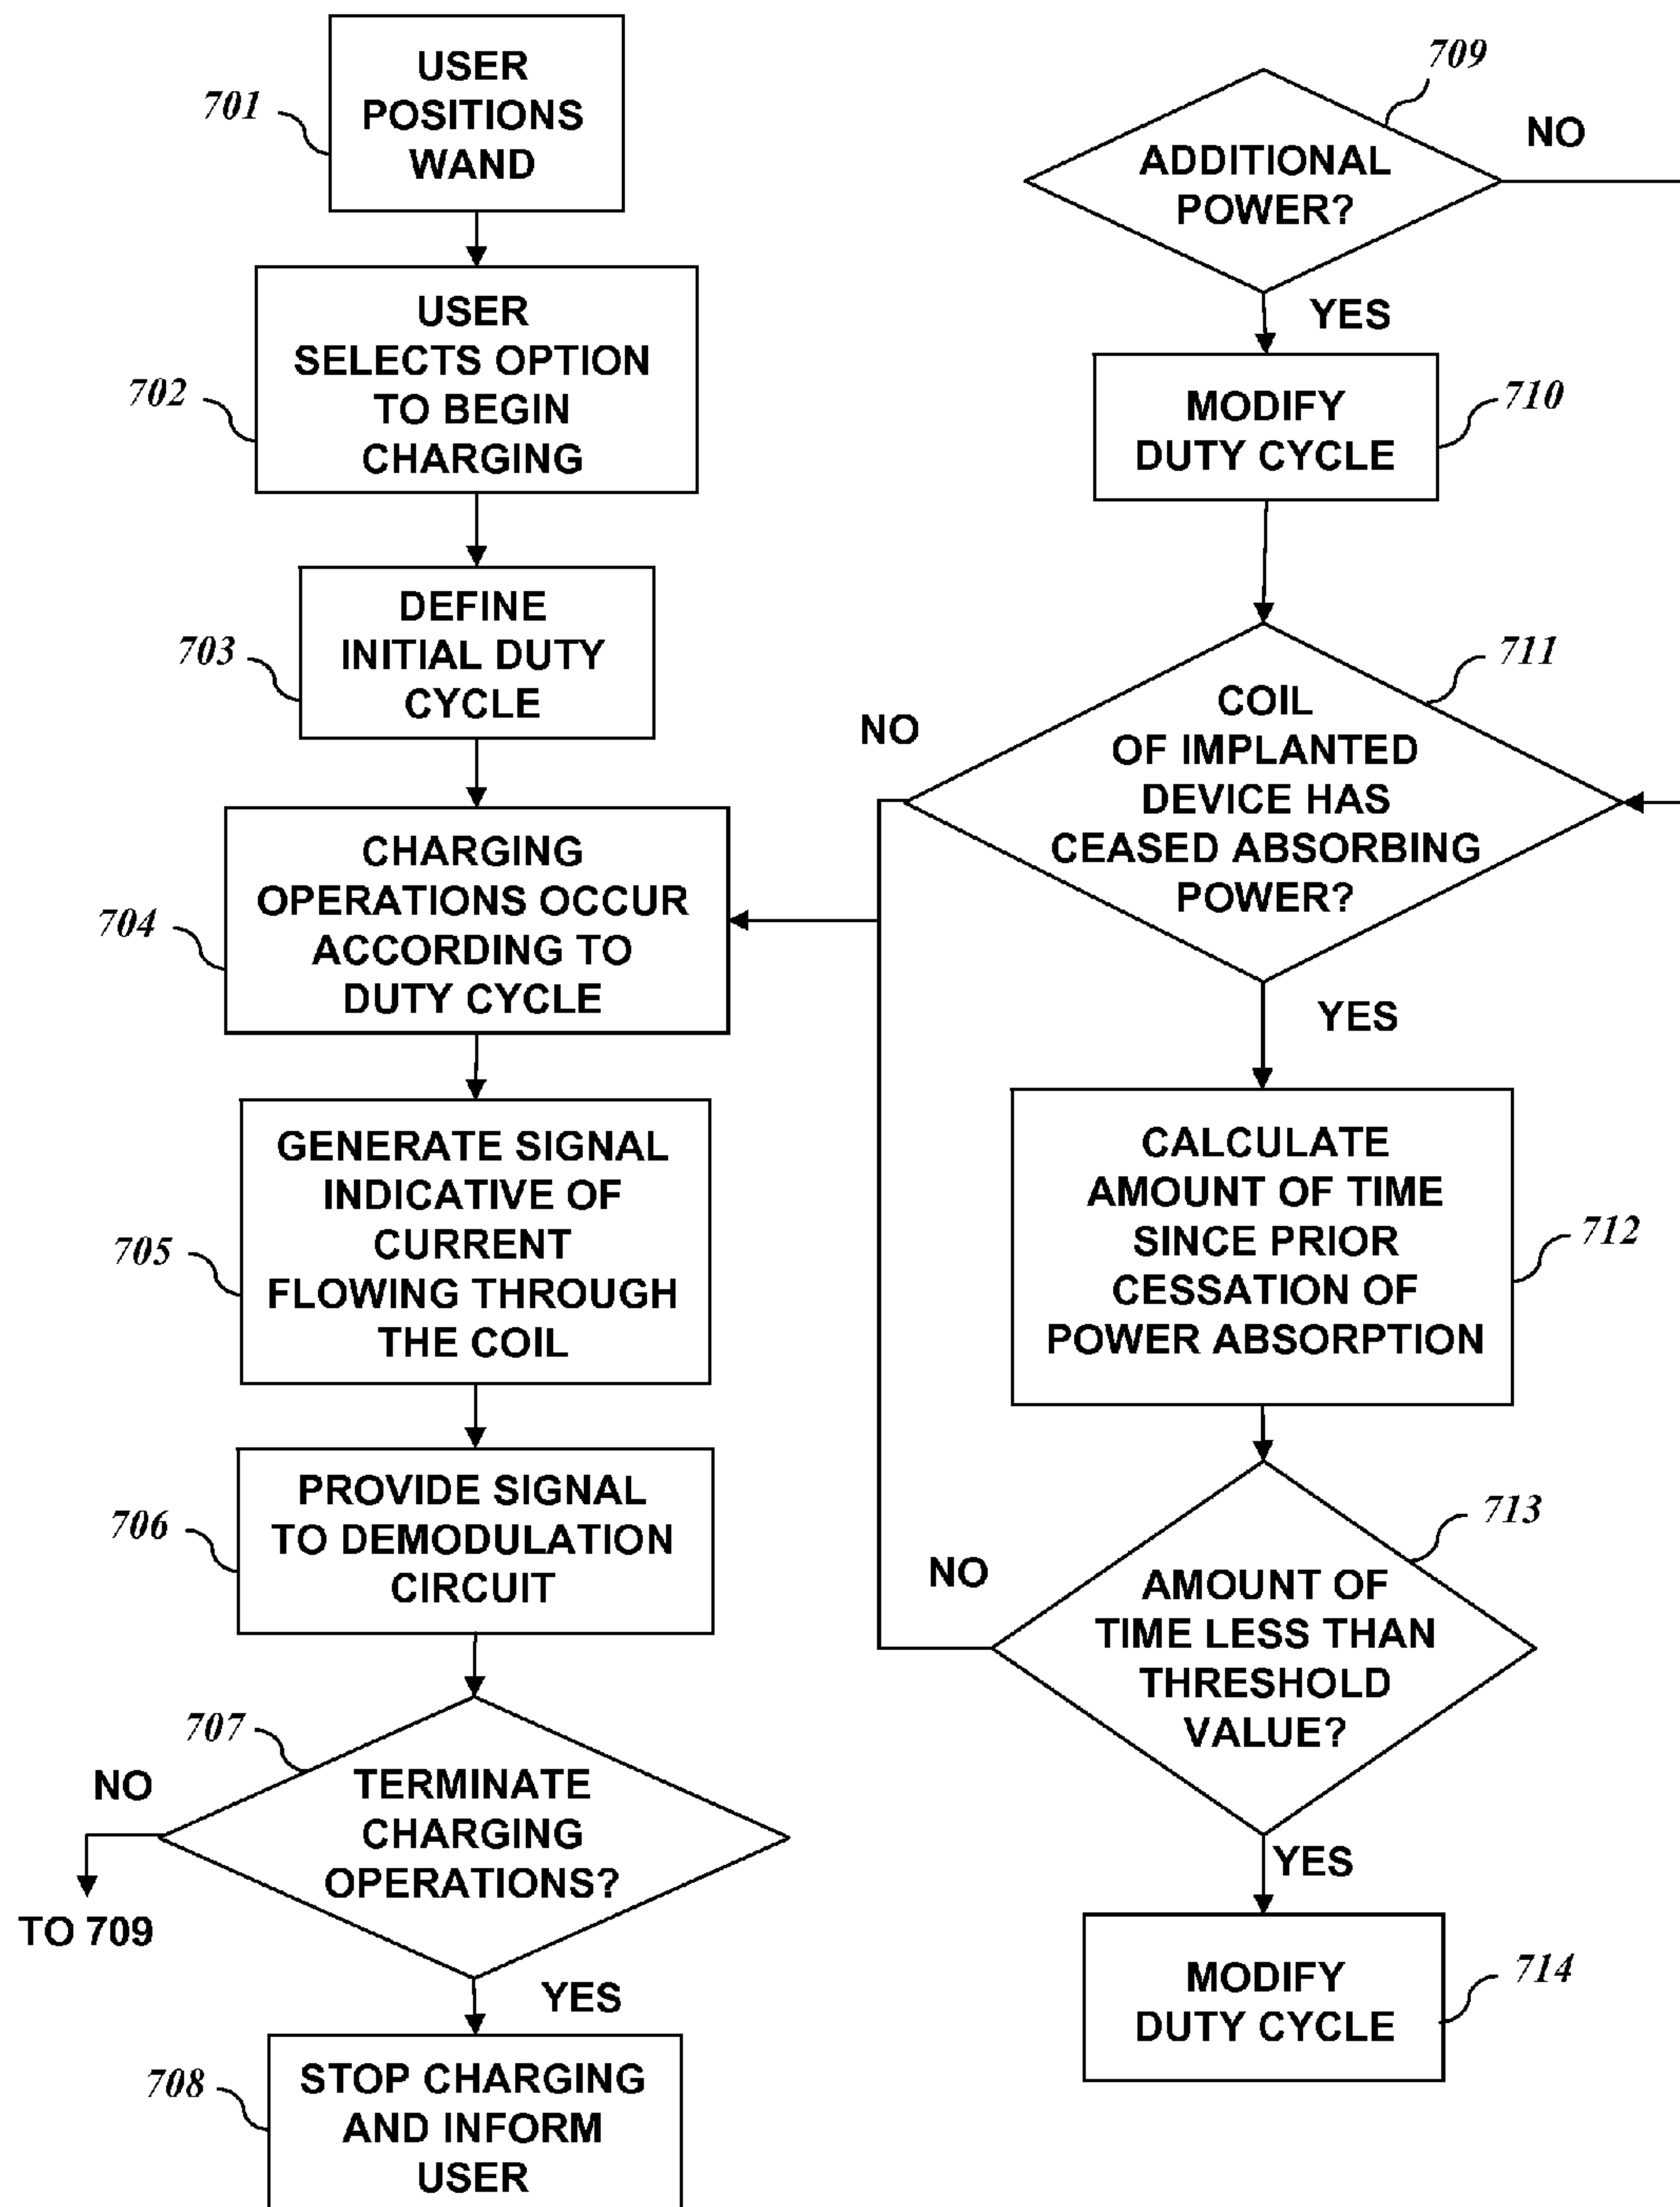 701
USER
POSITIONS
WAND
702
USER
SELECTS OPTION
TO BEGIN
CHARGING
703
DEFINE
INITIAL DUTY
CYCLE
704
CHARGING
OPERATIONS OCCUR
ACCORDING TO
DUTY CYCLE
705
GENERATE SIGNAL
INDICATIVE OF
CURRENT
FLOWING THROUGH
THE COIL
706
PROVIDE SIGNAL
TO DEMODULATION
CIRCUIT
707
NO
TERMINATE
CHARGING
OPERATIONS?
TO 709
YES
708
STOP CHARGING
AND INFORM
USER
709
NO
ADDITIONAL
POWER?
YES
710
MODIFY
DUTY CYCLE
711
NO
COIL
OF IMPLANTED
DEVICE HAS
CEASED ABSORBING
POWER?
YES
712
CALCULATE
AMOUNT OF TIME
SINCE PRIOR
CESSATION OF
POWER ABSORPTION
713
NO
AMOUNT OF
TIME LESS THAN
THRESHOLD
VALUE?
YES
714
MODIFY
DUTY CYCLE